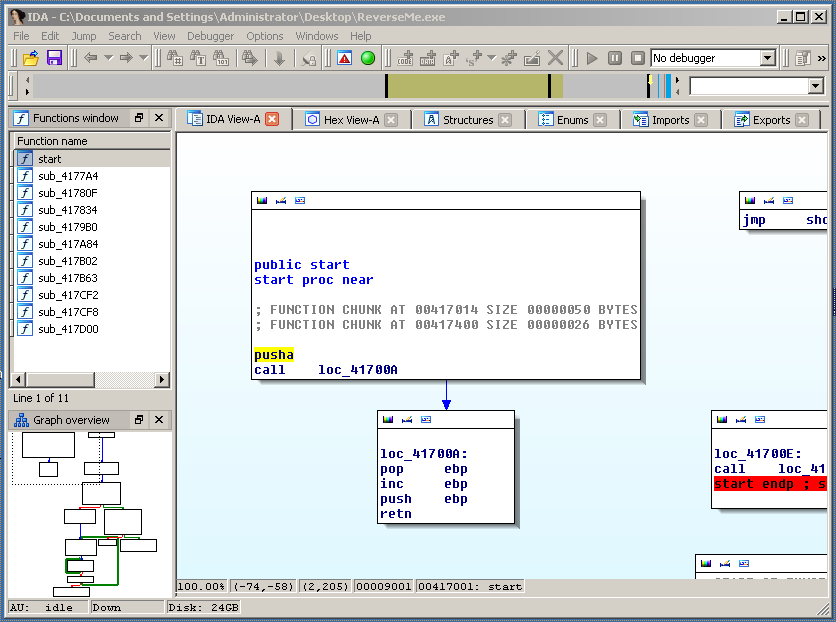 IDA - C:\Documents and Settings\Administrator\Desktop\ReverseMe.exe
File Edit Jump Search View Debugger Options Windows Help
No debugger
Functions window
IDA View-A
Hex View-A
Structures
Enums
Imports
Exports
Function name
start
sub_4177A4
sub_41780F
sub_417834
sub_4179B0
sub_417A84
sub_417B02
sub_417B63
sub_417CF2
sub_417CF8
sub_417D00
Line 1 of 11
Graph overview
public start
start proc near
; FUNCTION CHUNK AT 00417014 SIZE 00000050 BYTES
; FUNCTION CHUNK AT 00417400 SIZE 00000026 BYTES
pusha
call loc_41700A
jmp sho
loc_41700A:
pop ebp
inc ebp
push ebp
retn
loc_41700E:
call loc_41
start endp ; s
100.00% (-74,-58) (2,205) 00009001 00417001: start
AU: idle Down Disk: 24GB